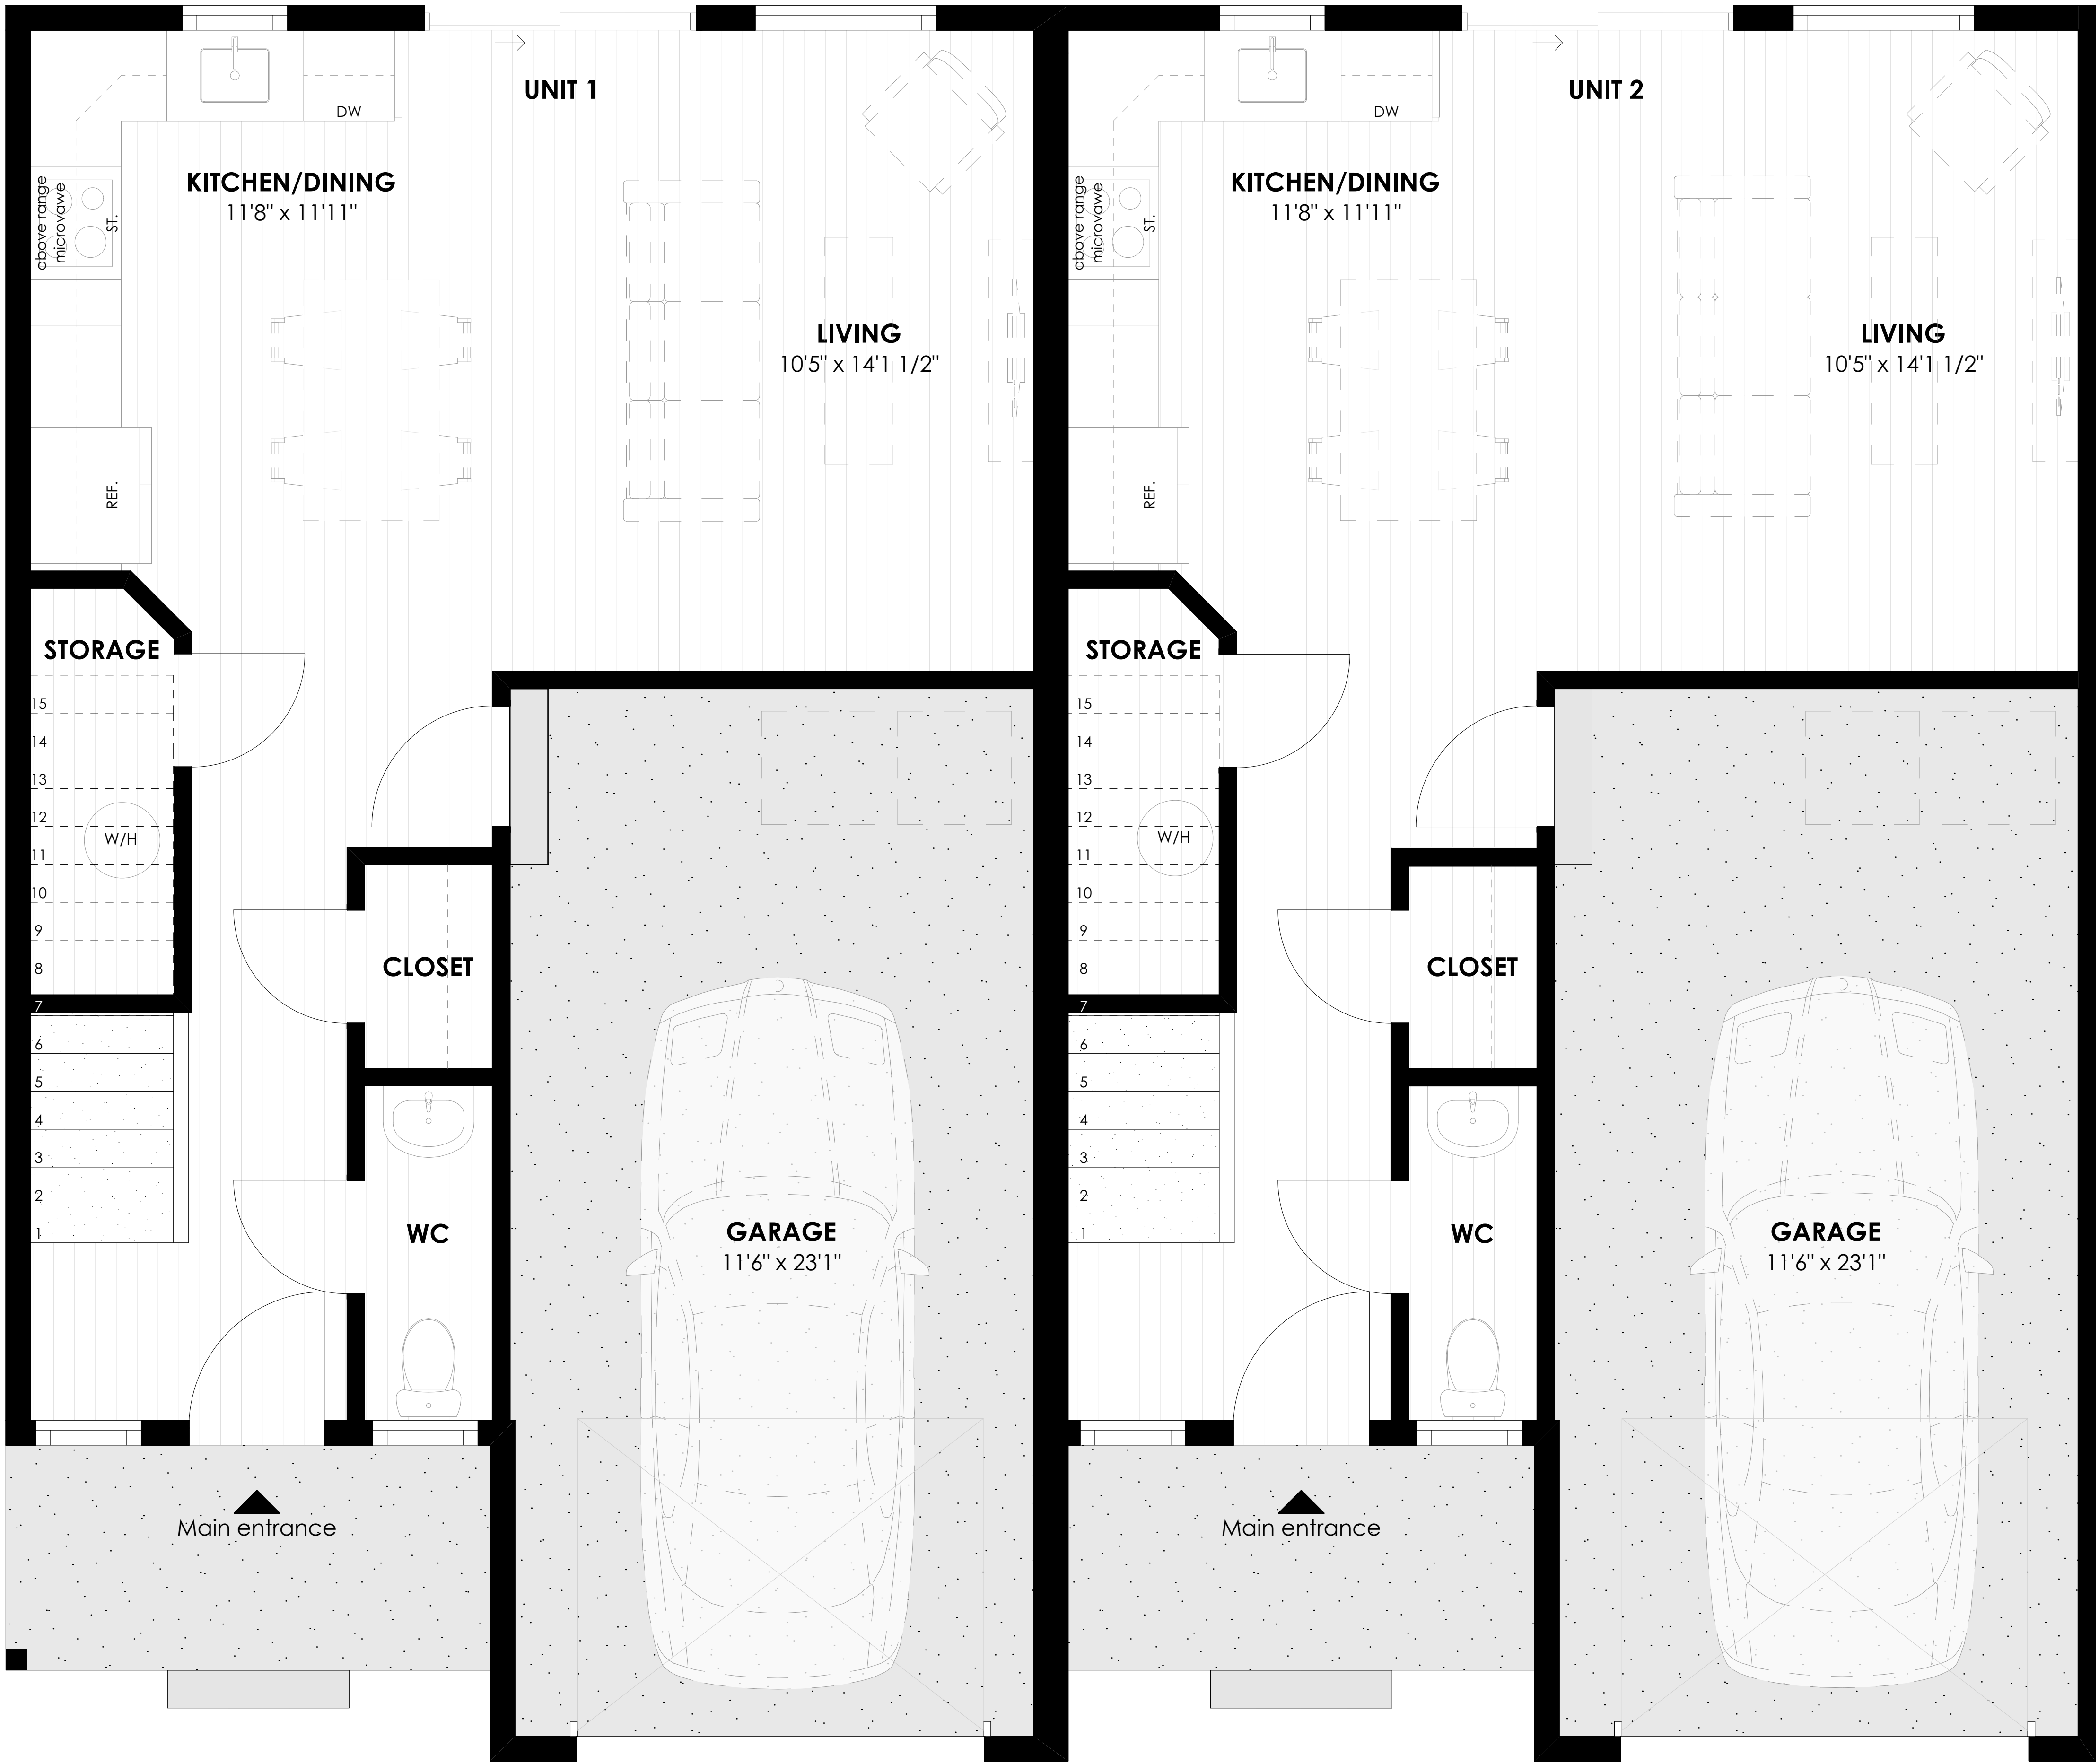 UNIT 1
DW
KITCHEN/DINING
11'8" x 11'11"
above range
microvawe
ST.
LIVING
10'5" x 14'1 1/2"
REF.
STORAGE
15
14
13
12
W/H
11
10
9
8
7
6
5
4
3
2
1
CLOSET
WC
GARAGE
11'6" x 23'1"
Main entrance
UNIT 2
DW
KITCHEN/DINING
11'8" x 11'11"
above range
microvawe
ST.
LIVING
10'5" x 14'1 1/2"
REF.
STORAGE
15
14
13
12
W/H
11
10
9
8
7
6
5
4
3
2
1
CLOSET
WC
GARAGE
11'6" x 23'1"
Main entrance